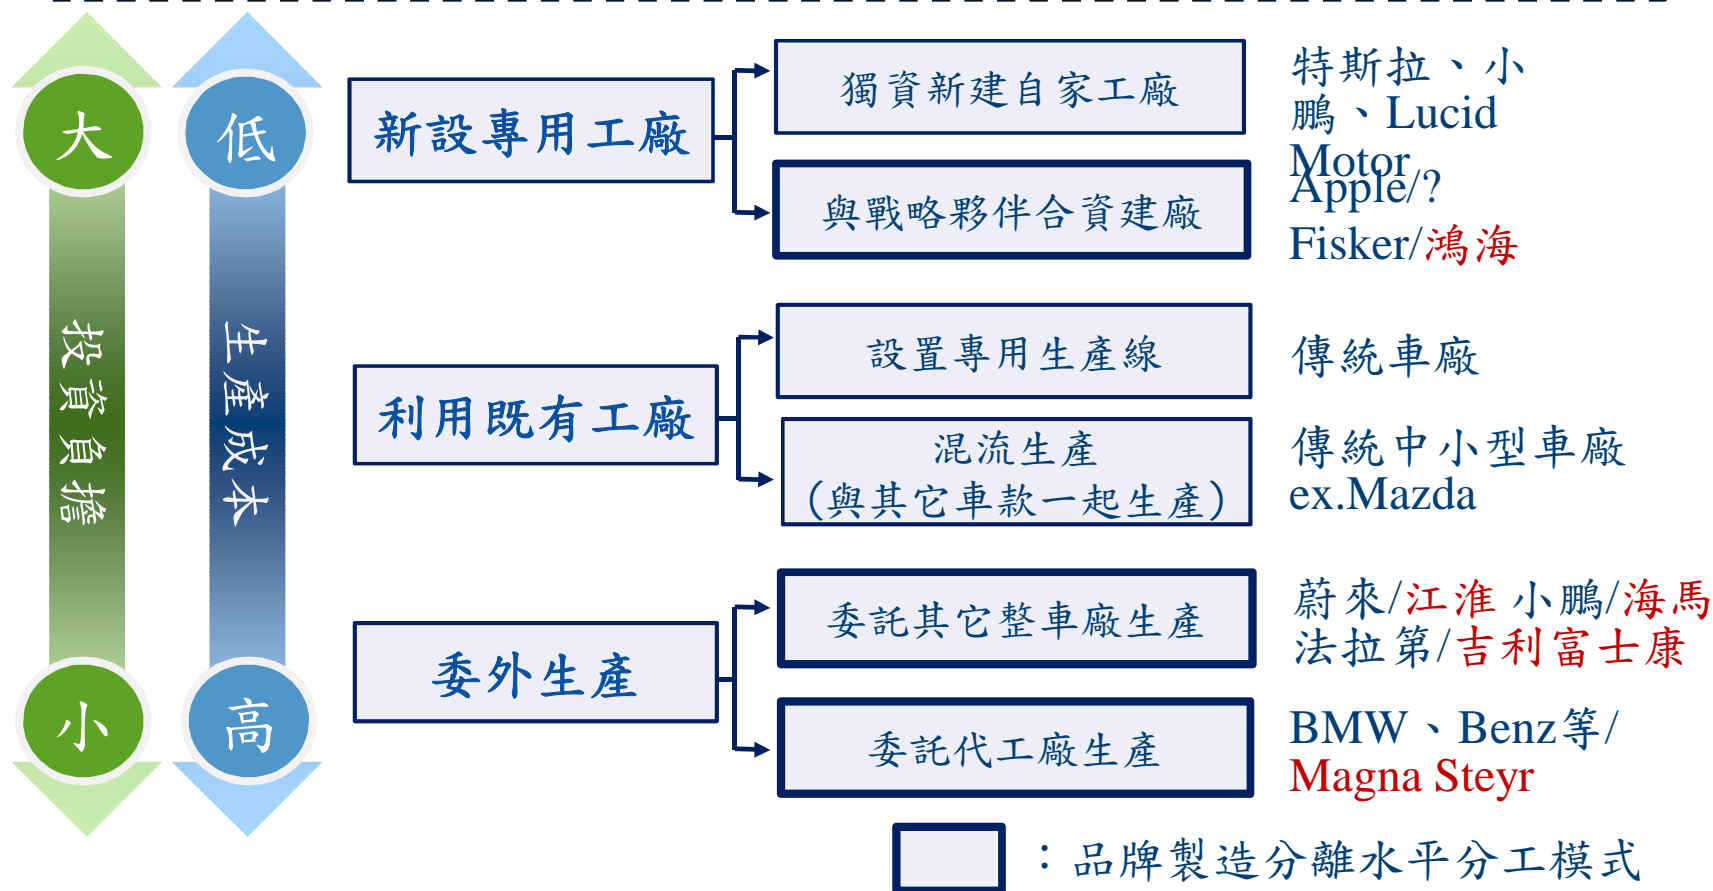 大
小
投資負擔
低
高
生產成本
新設專用工廠
獨資新建自家工廠
特斯拉、小
鵬、Lucid
Motor
與戰略夥伴合資建廠
Apple/?
Fisker/鴻海
利用既有工廠
設置專用生產線
傳統車廠
混流生產
(與其它車款一起生產)
傳統中小型車廠
ex.Mazda
委外生產
委託其它整車廠生產
蔚來/江淮 小鵬/海馬
法拉第/吉利富士康
委託代工廠生產
BMW、Benz等/
Magna Steyr
：品牌製造分離水平分工模式